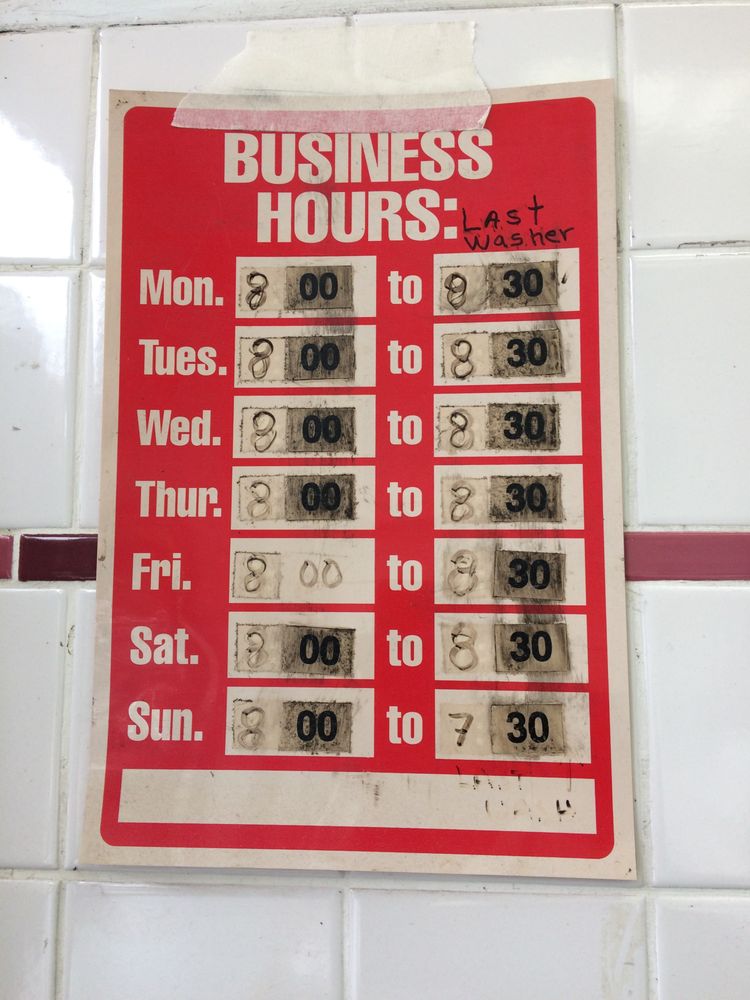 BUSINESS
HOURS: LAST
washer
Mon. 8 00 to 8 30
Tues. 8 00 to 8 30
Wed. 8 00 to 8 30
Thur. 8 00 to 8 30
Fri. 8 00 to 8 30
Sat. 8 00 to 8 30
Sun. 8 00 to 7 30